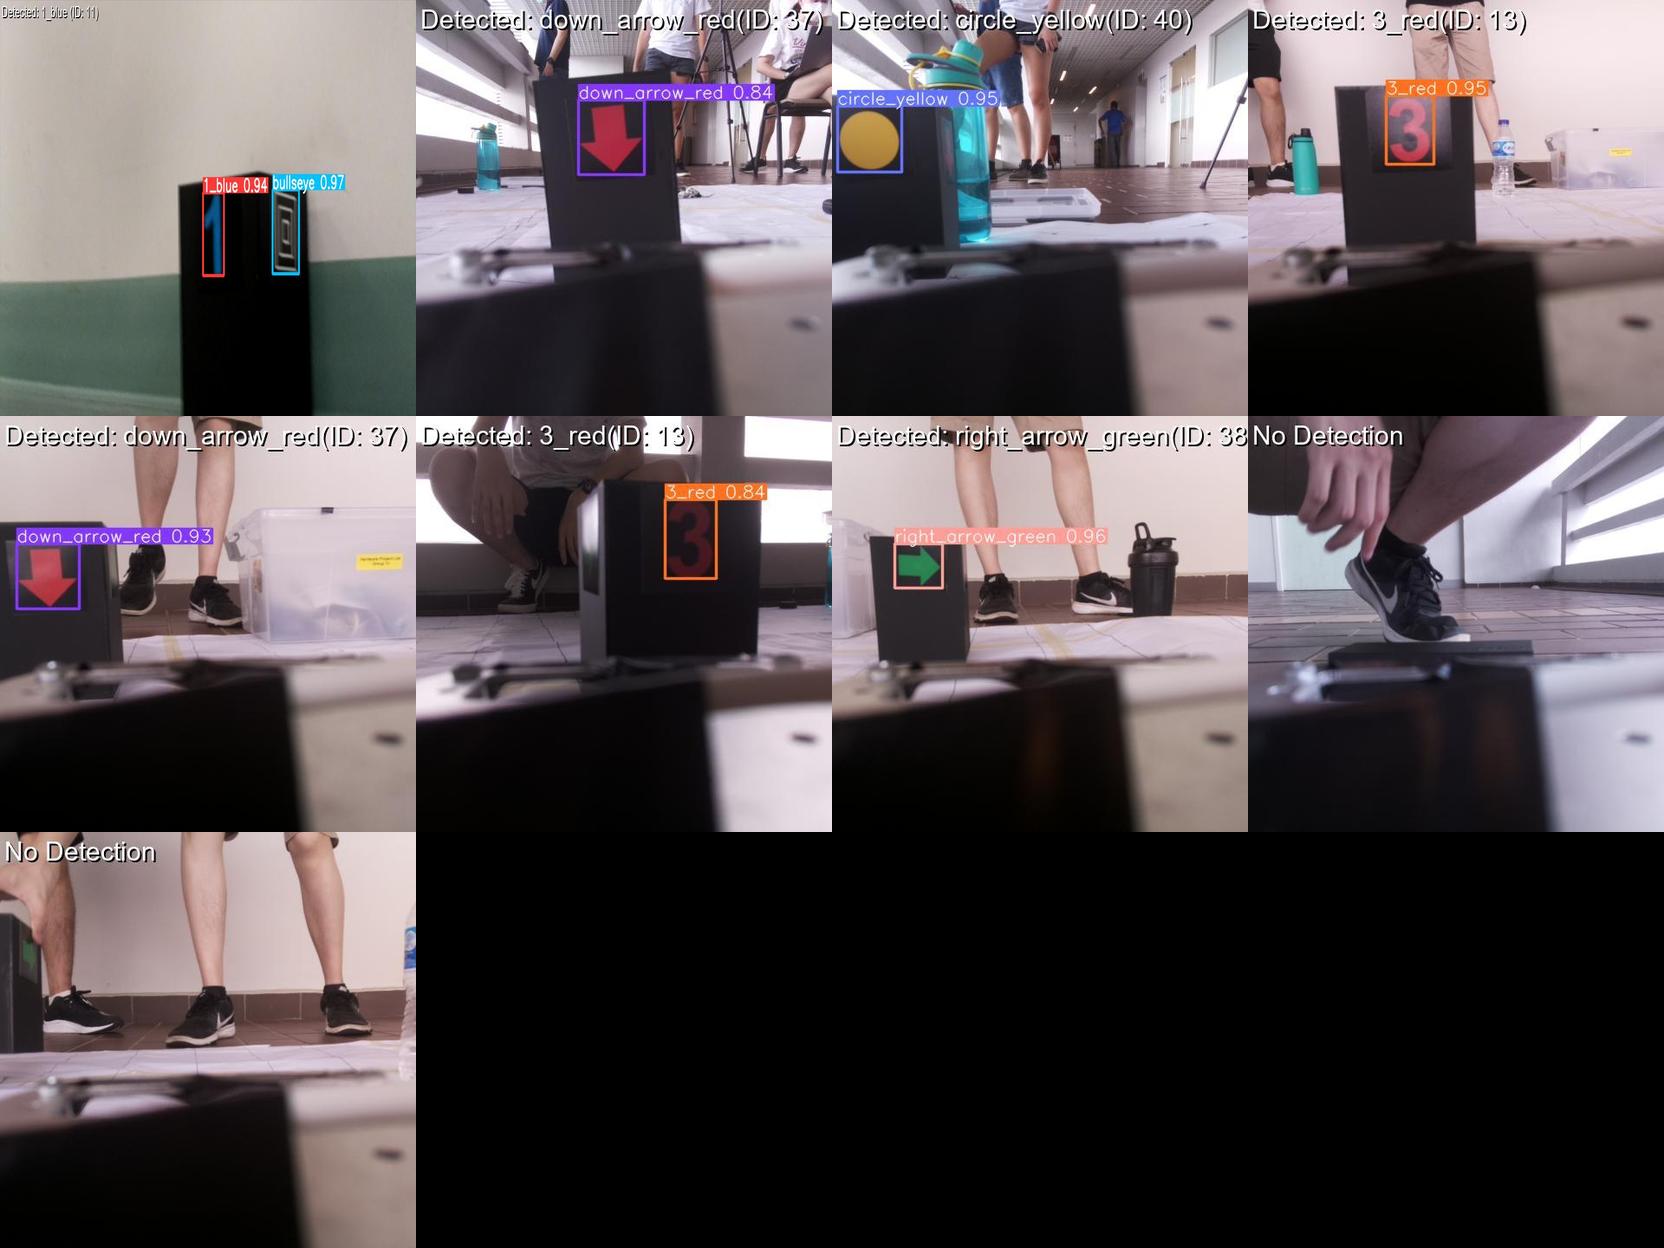 Detected: 1_blue (ID: 11)
1_blue 0.94
bullseye 0.97
1
Detected: down_arrow_red(ID: 37)
down_arrow_red 0.84
Detected: circle_yellow(ID: 40)
circle_yellow 0.95
Detected: 3_red(ID: 13)
3_red 0.95
3
Detected: down_arrow_red(ID: 37)
down_arrow_red 0.93
Detected: 3_red(ID: 13)
3_red 0.84
3
Detected: right_arrow_green(ID: 38
right_arrow_green 0.96
No Detection
No Detection